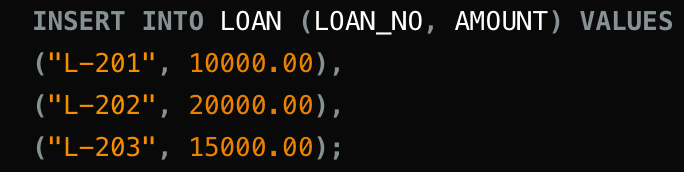 INSERT INTO LOAN (LOAN_NO, AMOUNT) VALUES
("L-201", 10000.00),
("L-202", 20000.00),
("L-203", 15000.00);